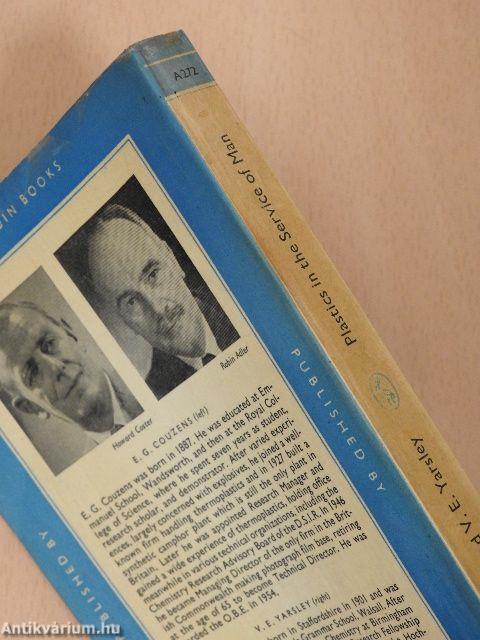 A272
Plastics in the Service of Man
V. E. Yarsley
BOOKS
PUBLISHED BY
BLISHED BY
Howard Coster
Robin Adler
E. G. COUZENS (left)
E. G. Couzens was born in 1887. He was educated at Em-
manuel School, Wandsworth, and then at the Royal Col-
lege of Science, where he spent seven years as student,
research scholar, and demonstrator. After varied experi-
ences, largely concerned with explosives, he joined a well-
known firm handling thermoplastics and in 1927 built a
synthetic camphor plant which is still the only plant in
Britain. Later he was appointed Research Manager and
gained a wide experience of thermoplastics, holding office
meanwhile in various technical organizations, including the
Chemistry Research Advisory Board of the D.S.I.R. In 1946
he became Managing Director of the only firm in the Brit-
ish Commonwealth making photograph film base, retiring
at the age of 65 to become Technical Director. He was
the O.B.E. in 1954.
V. E. YARSLEY (right)
born in Staffordshire in 1901 and was
Grammar School, Walsall. After
Chemistry at Birmingham
Fellowship
Antikvárium.hu